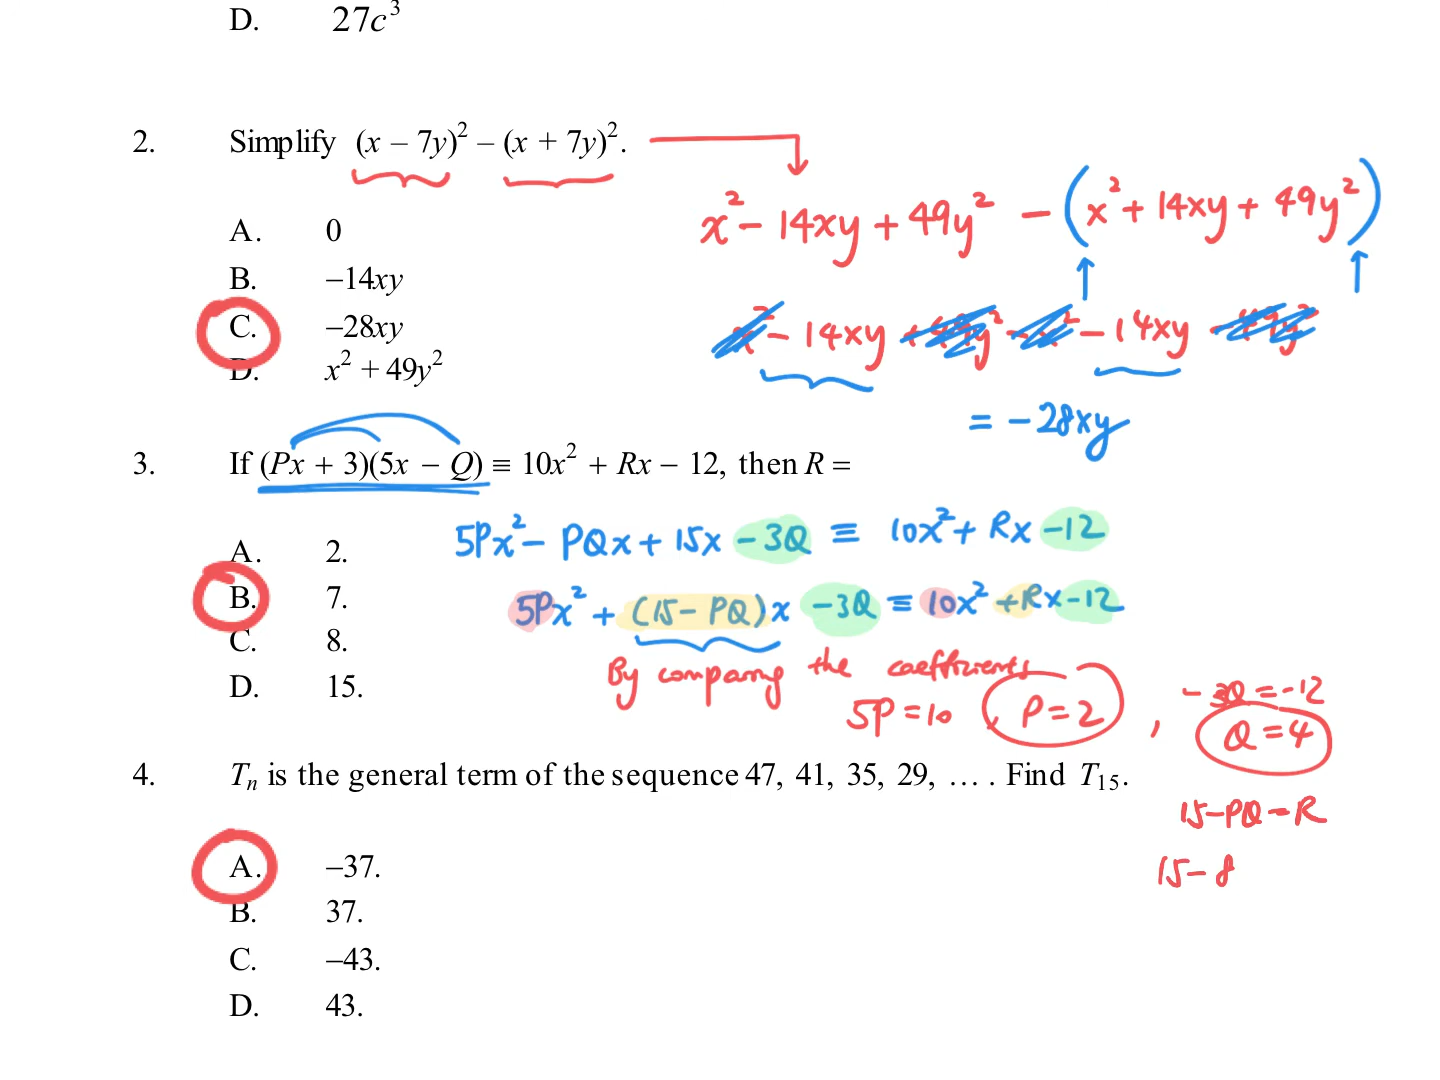 D. 27c³
2. Simplify (x – 7y)² – (x + 7y)².
x² – 14xy + 49y² – (x² + 14xy + 49y²)
A. 0
B. –14xy
C. –28xy
D. x² + 49y²
x² – 14xy + 49y² – x² – 14xy – 49y²
= –28xy
3. If (Px + 3)(5x – Q) ≡ 10x² + Rx – 12, then R =
5Px² – PQx + 15x – 3Q ≡ 10x² + Rx – 12
A. 2.
B. 7.
5Px² + (15 – PQ)x – 3Q ≡ 10x² + Rx – 12
C. 8.
D. 15.
By comparing the coefficients
5P = 10, P = 2, –3Q = –12
Q = 4
15 – PQ = R
15 – 8
4. Tₙ is the general term of the sequence 47, 41, 35, 29, … . Find T₁₅.
A. –37.
B. 37.
C. –43.
D. 43.